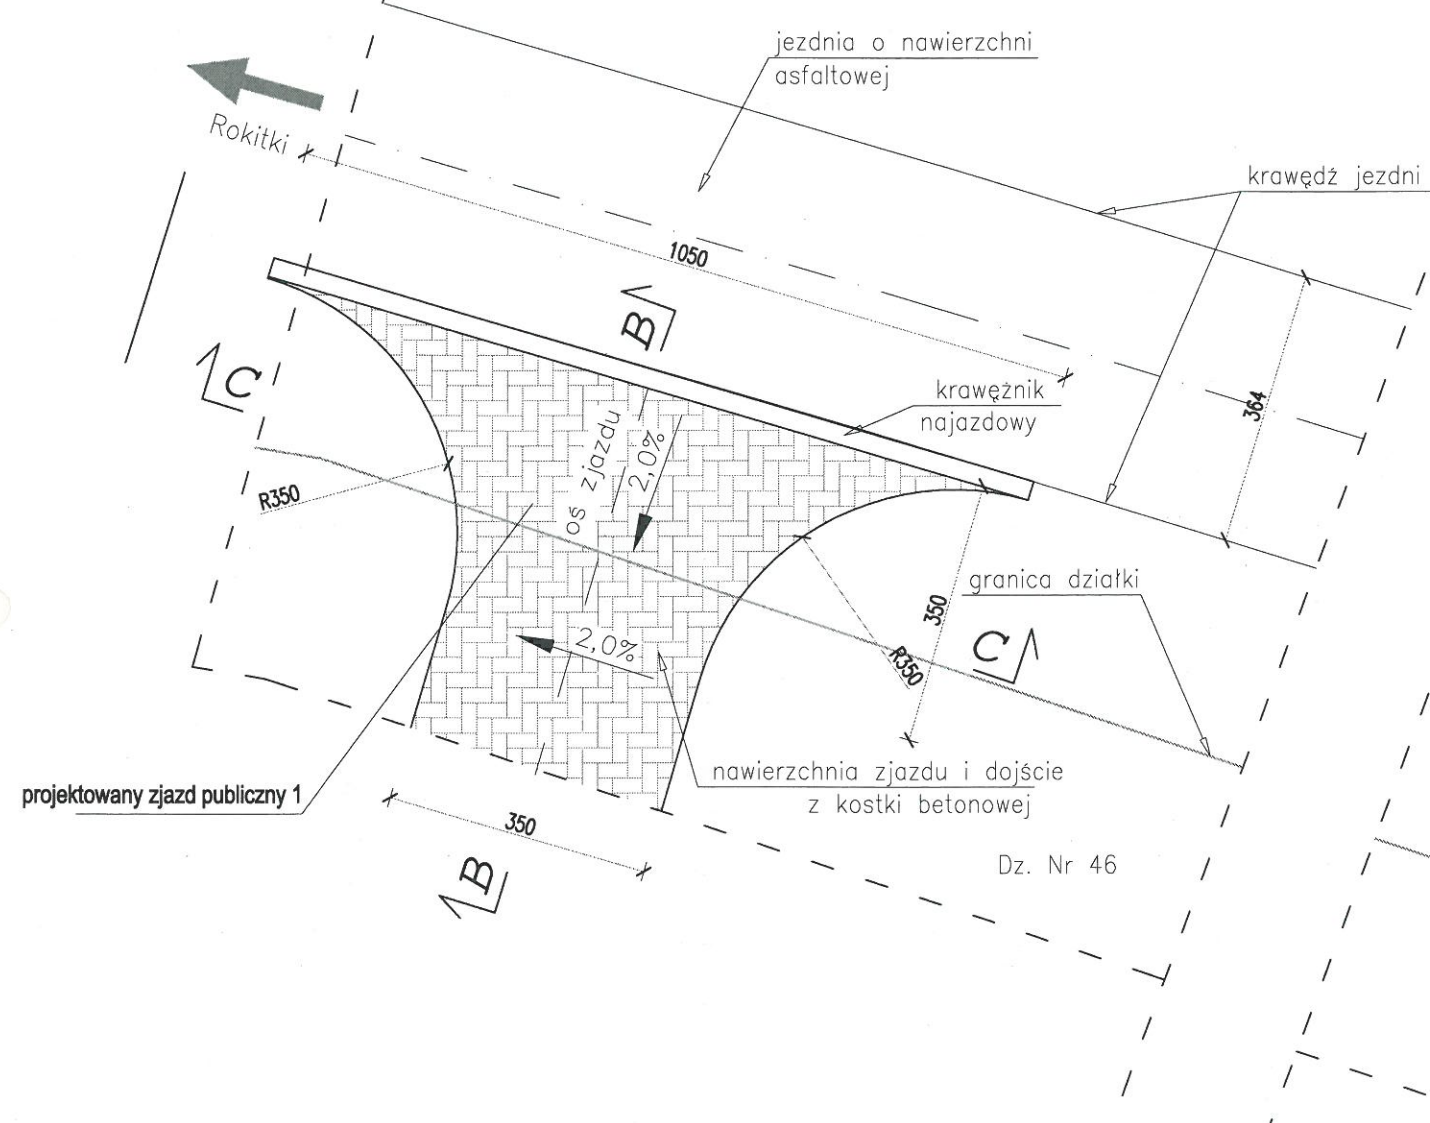 jezdnia o nawierzchni
asfaltowej
Rokitki
krawędź jezdni
1050
B
C
krawężnik
najazdowy
364
oś zjazdu
2,0%
R350
350
granica działki
C
R350
2,0%
projektowany zjazd publiczny 1
nawierzchnia zjazdu i dojście
z kostki betonowej
350
B
Dz. Nr 46